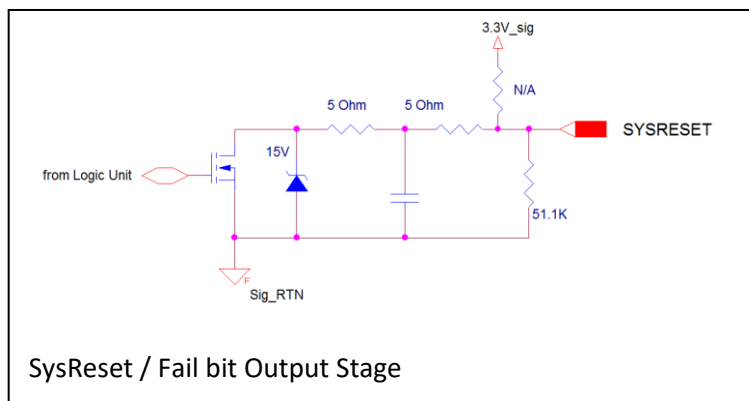 3.3V_sig
N/A
5 Ohm
5 Ohm
SYSRESET
15V
from Logic Unit
51.1K
F
Sig_RTN
SysReset / Fail bit Output Stage